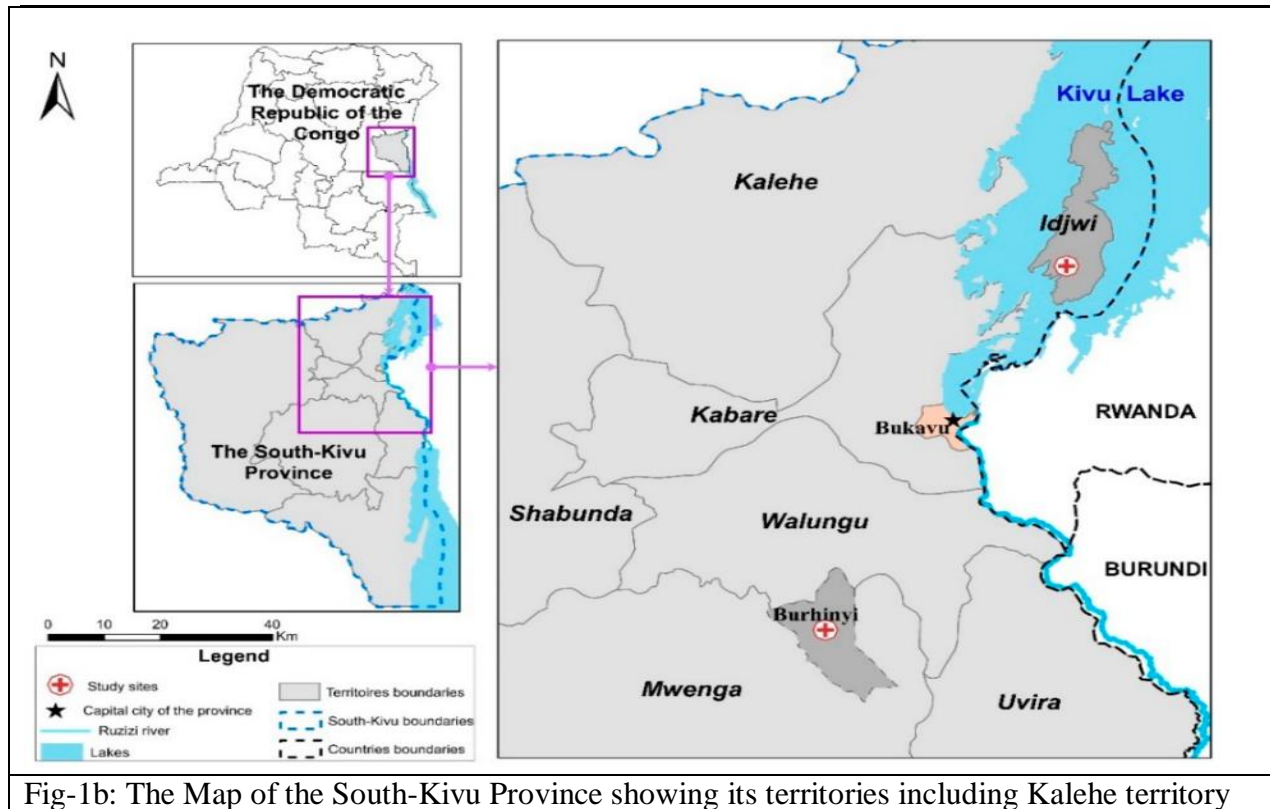 N
The Democratic
Republic of the
Congo
The South-Kivu
Province
0 20 40
Km
Legend
Study sites
Capital city of the province
Ruzizi river
Lakes
Territoires boundaries
South-Kivu boundaries
Countries boundaries
Kivu Lake
Kalehe
Idjwi
Kabare
Bukavu
RWANDA
Shabunda
Walungu
BURUNDI
Burhinyi
Mwenga
Uvira
Fig-1b: The Map of the South-Kivu Province showing its territories including Kalehe territory